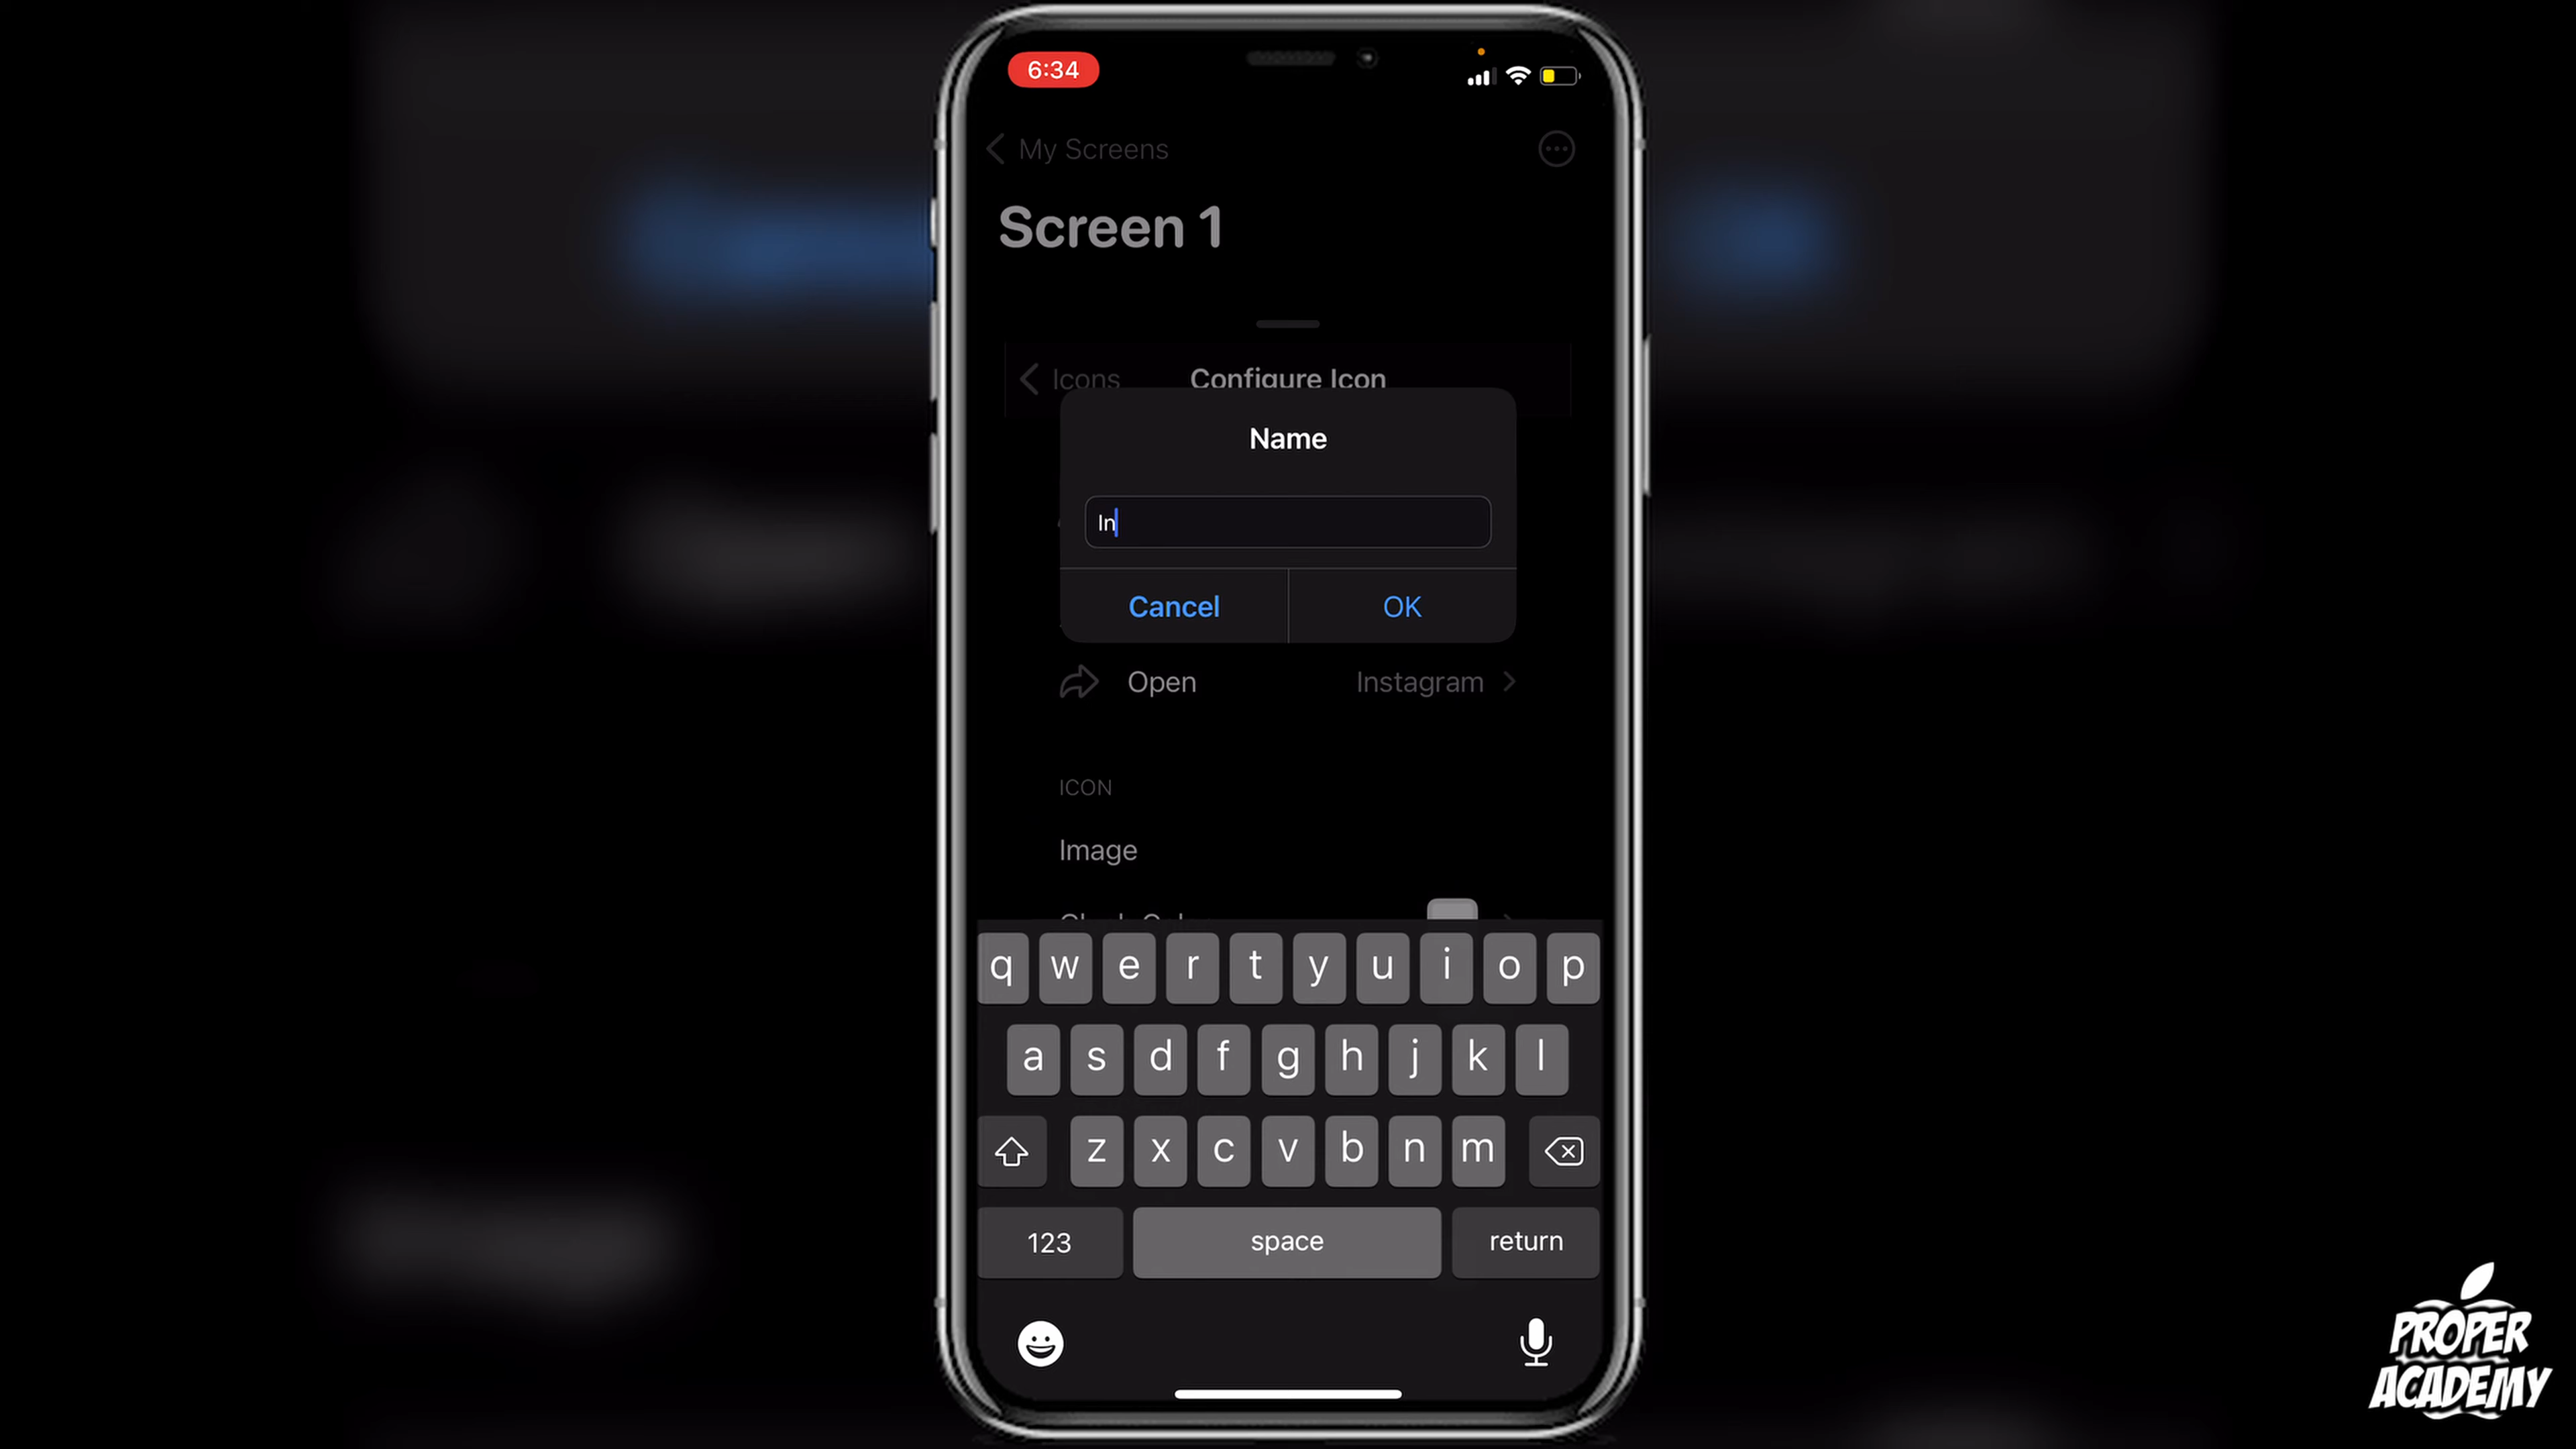 6:34
My Screens
Screen 1
Icons
Configure Icon
Name
In
Cancel
OK
Open
Instagram
ICON
Image
q w e r t y u i o p
a s d f g h j k l
z x c v b n m
123
space
return
PROPER
ACADEMY